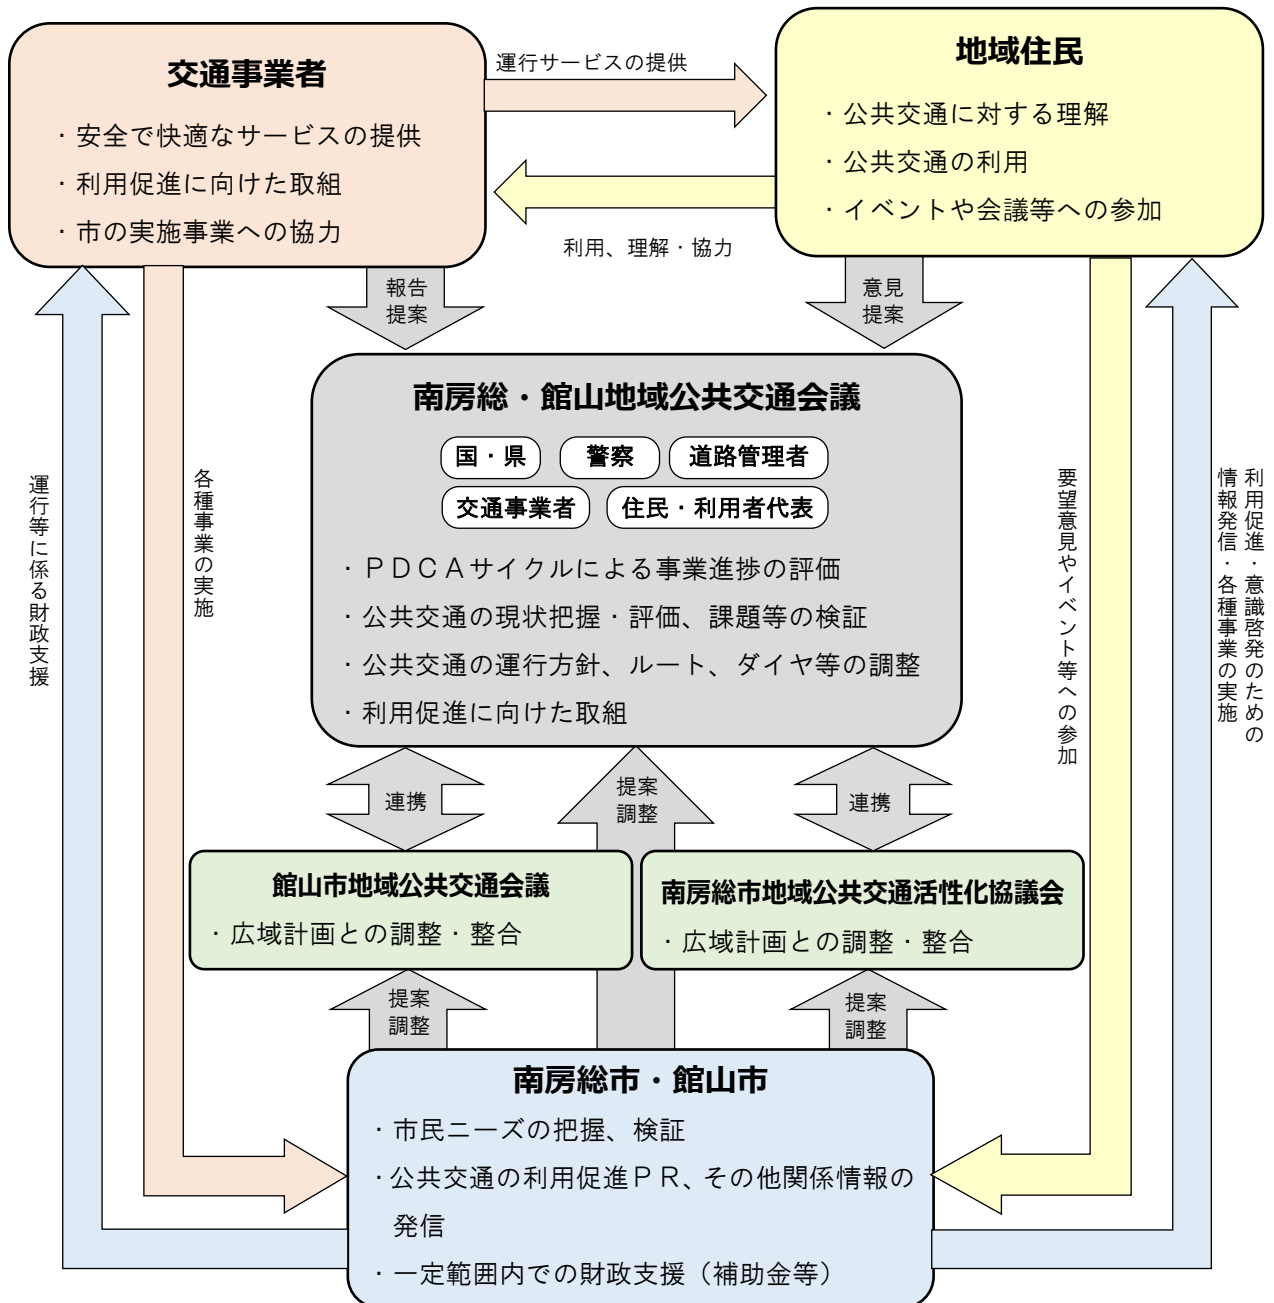 交通事業者
・安全で快適なサービスの提供
・利用促進に向けた取組
・市の実施事業への協力
運行サービスの提供
利用、理解・協力
地域住民
・公共交通に対する理解
・公共交通の利用
・イベントや会議等への参加
報告
提案
意見
提案
南房総・館山地域公共交通会議
国・県
警察
道路管理者
交通事業者
住民・利用者代表
・ＰＤＣＡサイクルによる事業進捗の評価
・公共交通の現状把握・評価、課題等の検証
・公共交通の運行方針、ルート、ダイヤ等の調整
・利用促進に向けた取組
運行等に係る財政支援
各種事業の実施
要望意見やイベント等への参加
利用促進・意識啓発のための
情報発信・各種事業の実施
連携
提案
調整
連携
館山市地域公共交通会議
・広域計画との調整・整合
南房総市地域公共交通活性化協議会
・広域計画との調整・整合
提案
調整
提案
調整
南房総市・館山市
・市民ニーズの把握、検証
・公共交通の利用促進ＰＲ、その他関係情報の
発信
・一定範囲内での財政支援（補助金等）